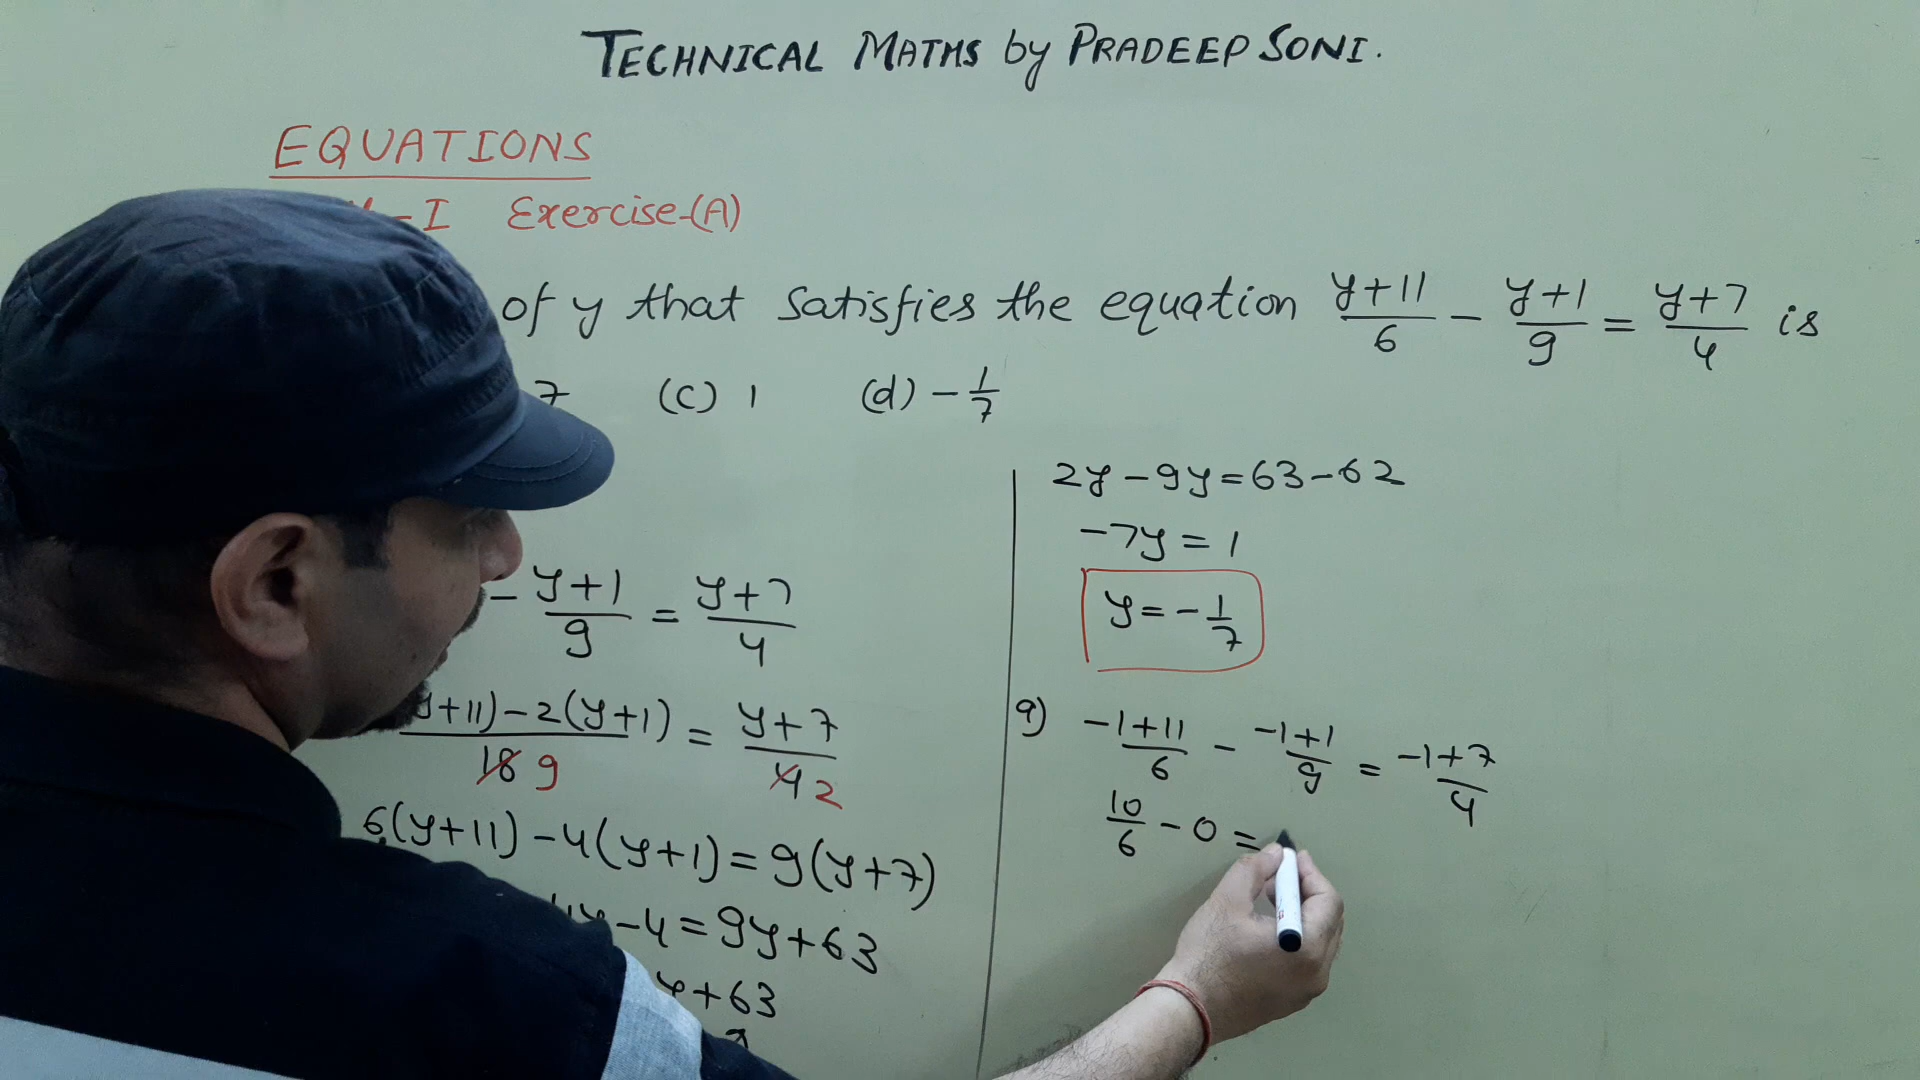 TECHNICAL MATHS by PRADEEP SONI.
EQUATIONS
-I Exercise-(A)
of y that satisfies the equation (y+11)/6 - (y+1)/9 = (y+7)/4 is
7 (c) 1 (d) -1/7
- (y+1)/9 = (y+7)/4
(y+11)-2(y+1)/18 9 = (y+7)/4 2
6(y+11)-4(y+1)=9(y+7)
4y-4=9y+63
y+63
2y-9y=63-62
-7y=1
y=-1/7
a) (-1+11)/6 - (-1+1)/9 = (-1+7)/4
10/6 - 0 =